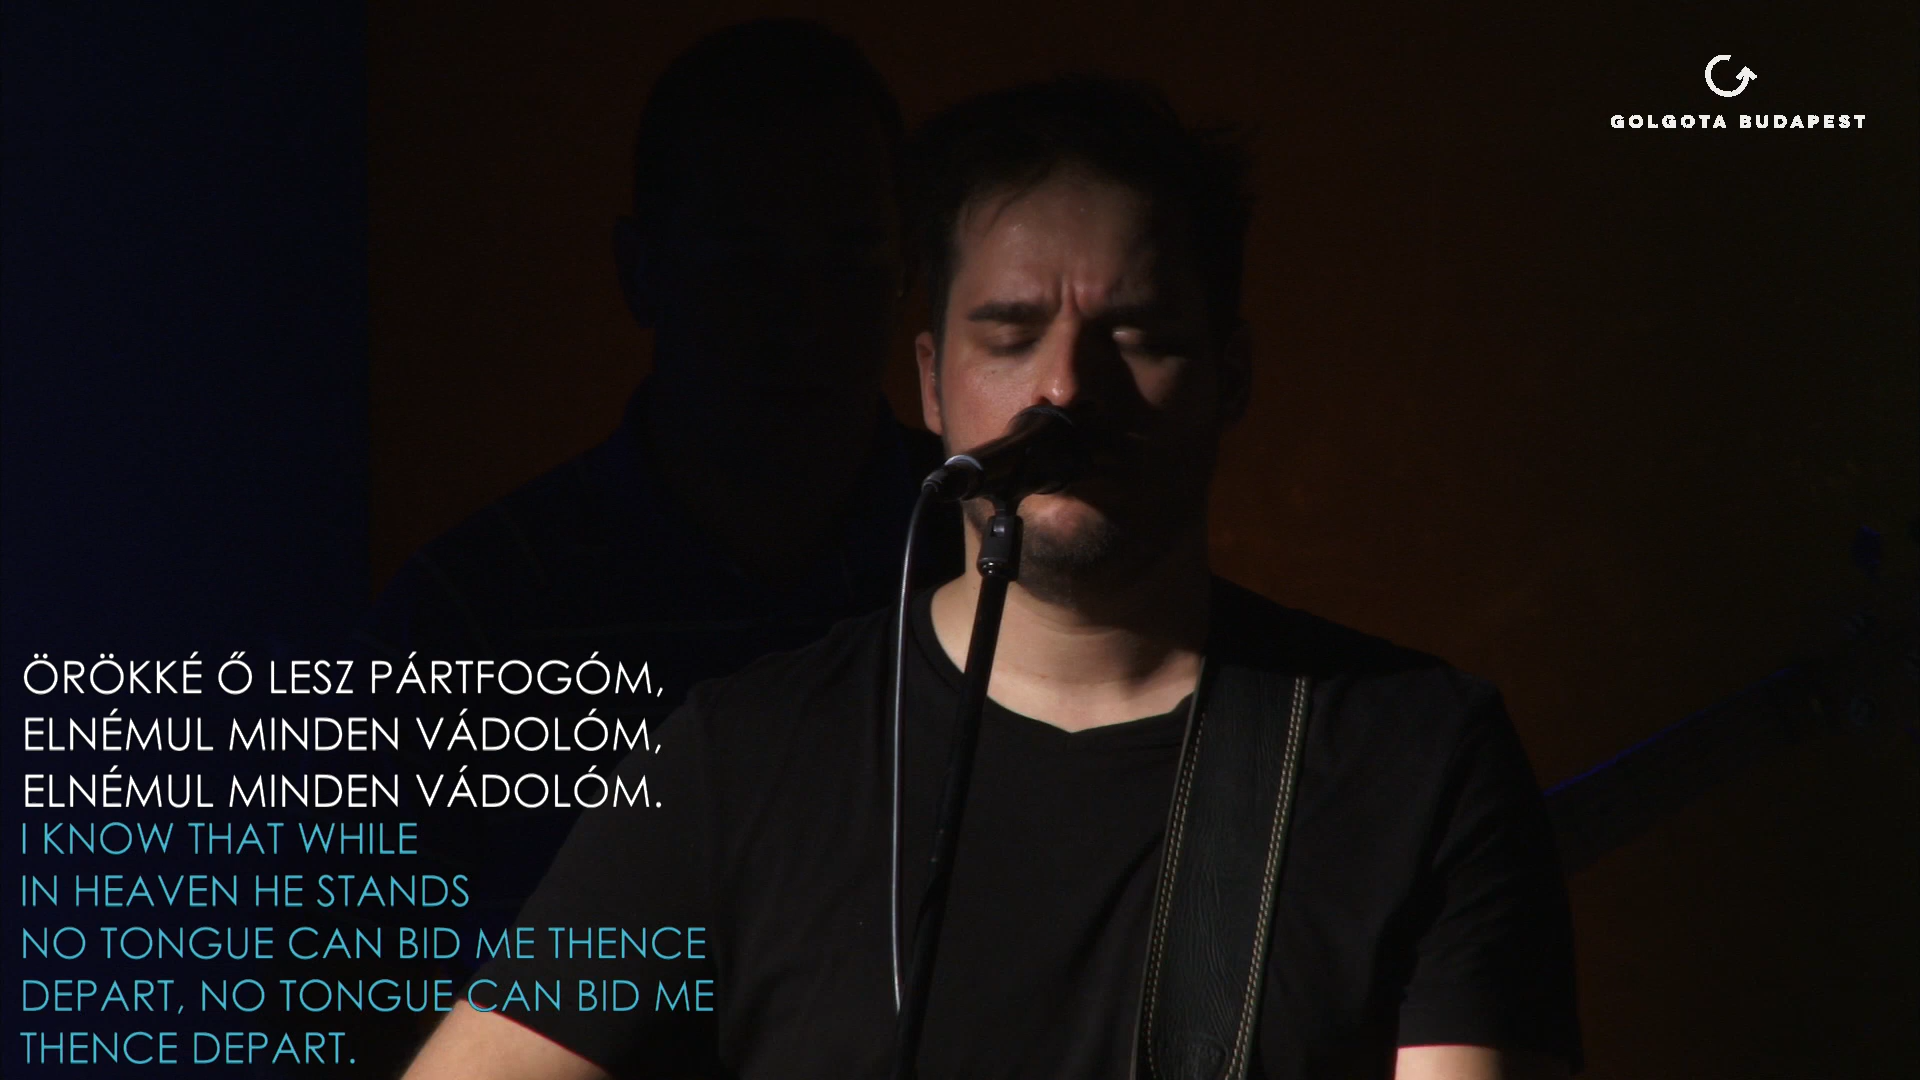 GOLGOTA BUDAPEST
ÖRÖKKÉ Ő LESZ PÁRTFOGÓM,
ELNÉMUL MINDEN VÁDOLÓM,
ELNÉMUL MINDEN VÁDOLÓM.
I KNOW THAT WHILE
IN HEAVEN HE STANDS
NO TONGUE CAN BID ME THENCE
DEPART, NO TONGUE CAN BID ME
THENCE DEPART.